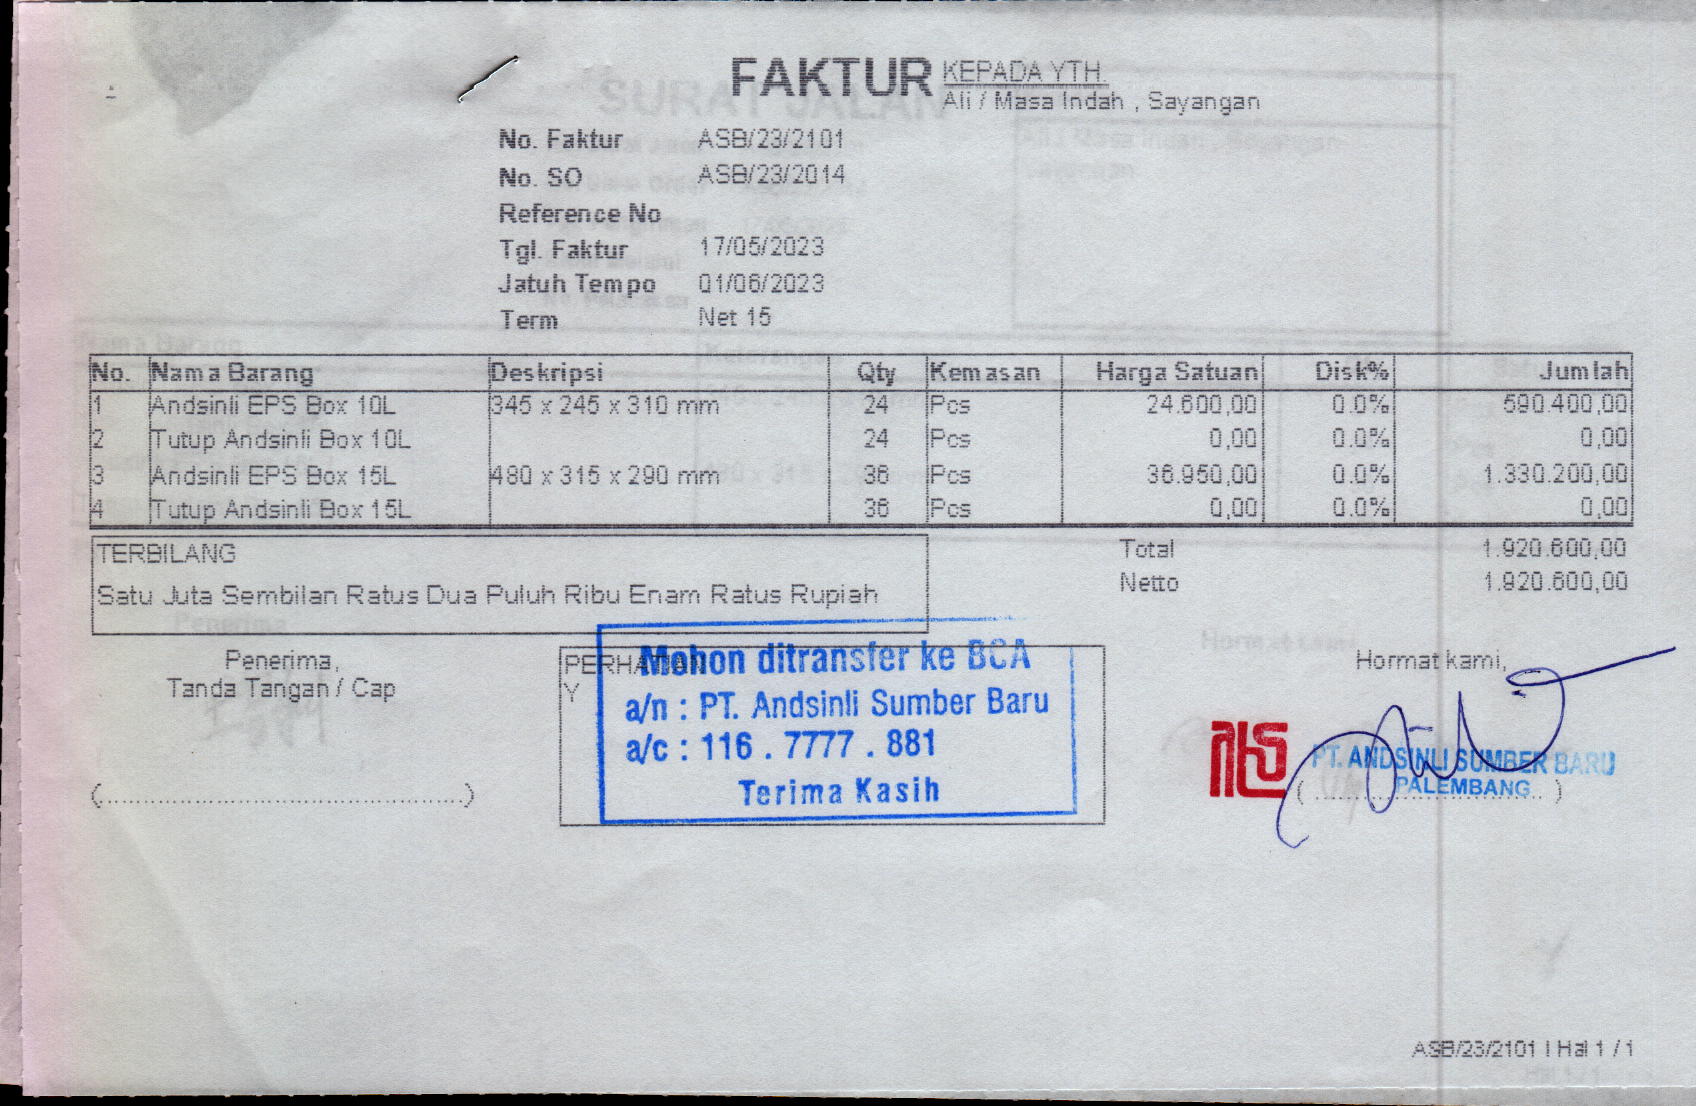 FAKTUR
KEPADA YTH.
Ali / Masa Indah , Sayangan
No. Faktur ASB/23/2101
No. SO ASB/23/2014
Reference No
Tgl. Faktur 17/05/2023
Jatuh Tempo 01/06/2023
Term Net 15
No. Nama Barang Deskripsi Qty Kemasan Harga Satuan Disk% Jumlah
1 Andsinli EPS Box 10L 345 x 245 x 310 mm 24 Pcs 24.600,00 0.0% 590.400,00
2 Tutup Andsinli Box 10L 24 Pcs 0,00 0.0% 0,00
3 Andsinli EPS Box 15L 480 x 315 x 290 mm 36 Pcs 36.950,00 0.0% 1.330.200,00
4 Tutup Andsinli Box 15L 36 Pcs 0,00 0.0% 0,00
TERBILANG
Satu Juta Sembilan Ratus Dua Puluh Ribu Enam Ratus Rupiah
Total 1.920.600,00
Netto 1.920.600,00
Penerima,
Tanda Tangan / Cap
PERHATIAN
Y
Mohon ditransfer ke BCA
a/n : PT. Andsinli Sumber Baru
a/c : 116 . 7777 . 881
Terima Kasih
Hormat kami,
PT. ANDSINLI SUMBER BARU
PALEMBANG
ASB/23/2101 | Hal 1 / 1